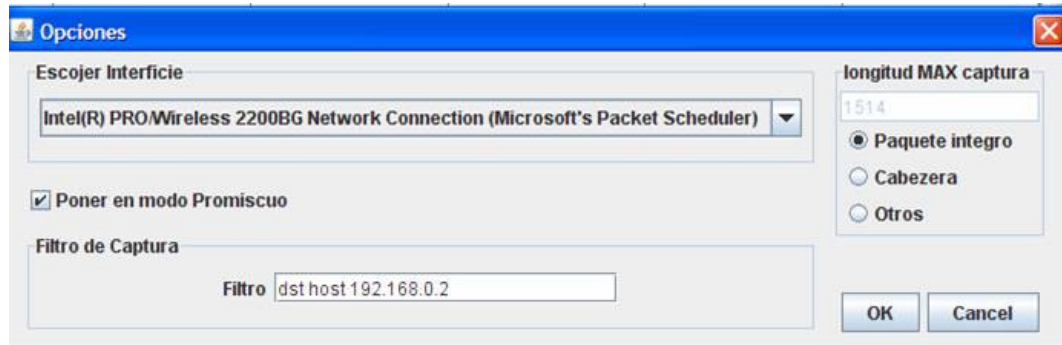 Opciones
Escojer Interficie
Intel(R) PRO/Wireless 2200BG Network Connection (Microsoft's Packet Scheduler)
Poner en modo Promiscuo
Filtro de Captura
Filtro dst host 192.168.0.2
longitud MAX captura
1514
Paquete integro
Cabezera
Otros
OK Cancel